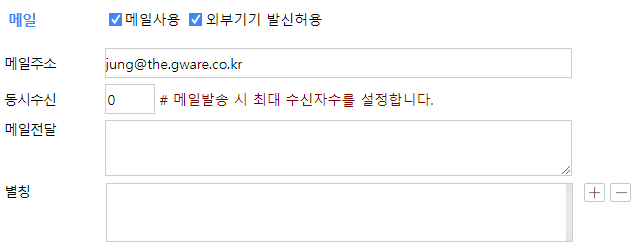 메일 메일사용 외부기기 발신허용
메일주소 jung@the.gware.co.kr
동시수신 0 # 메일발송 시 최대 수신자수를 설정합니다.
메일전달
별칭